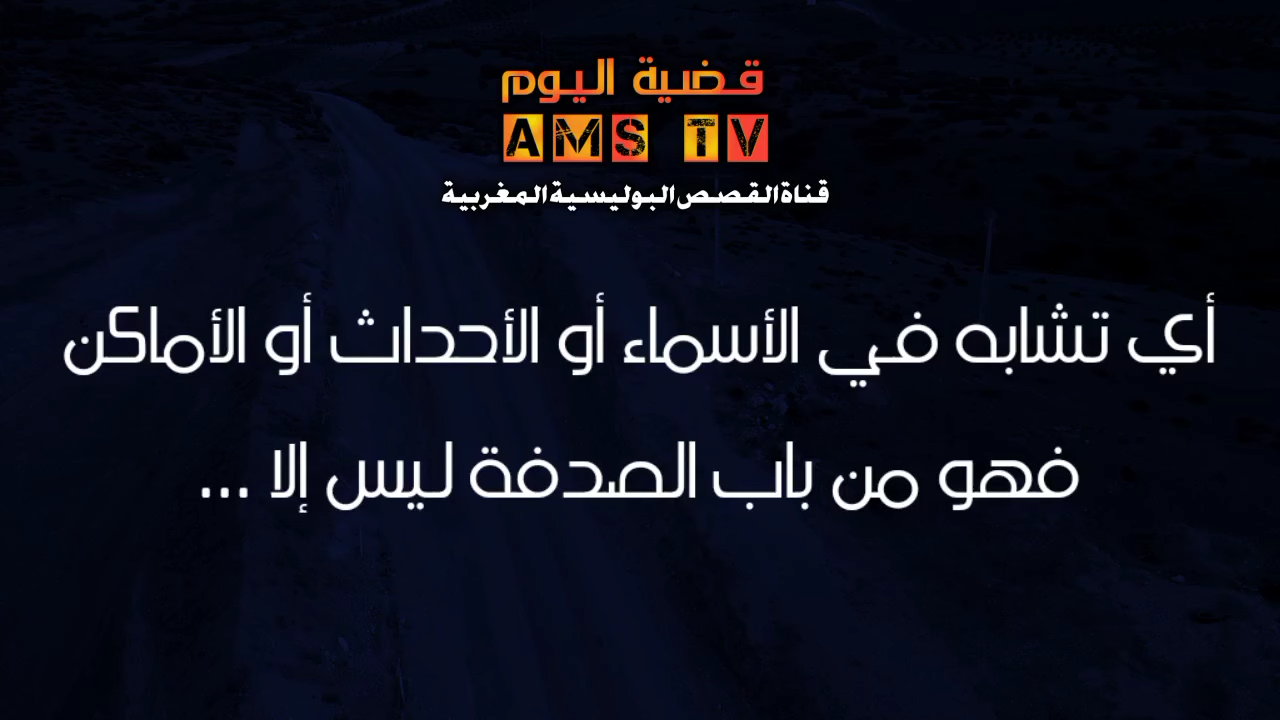 قضية اليوم
AMS TV
قناة القصص البوليسية المغربية
أي تشابه في الأسماء أو الأحداث أو الأماكن
فهو من باب الصدفة ليس إلا ...